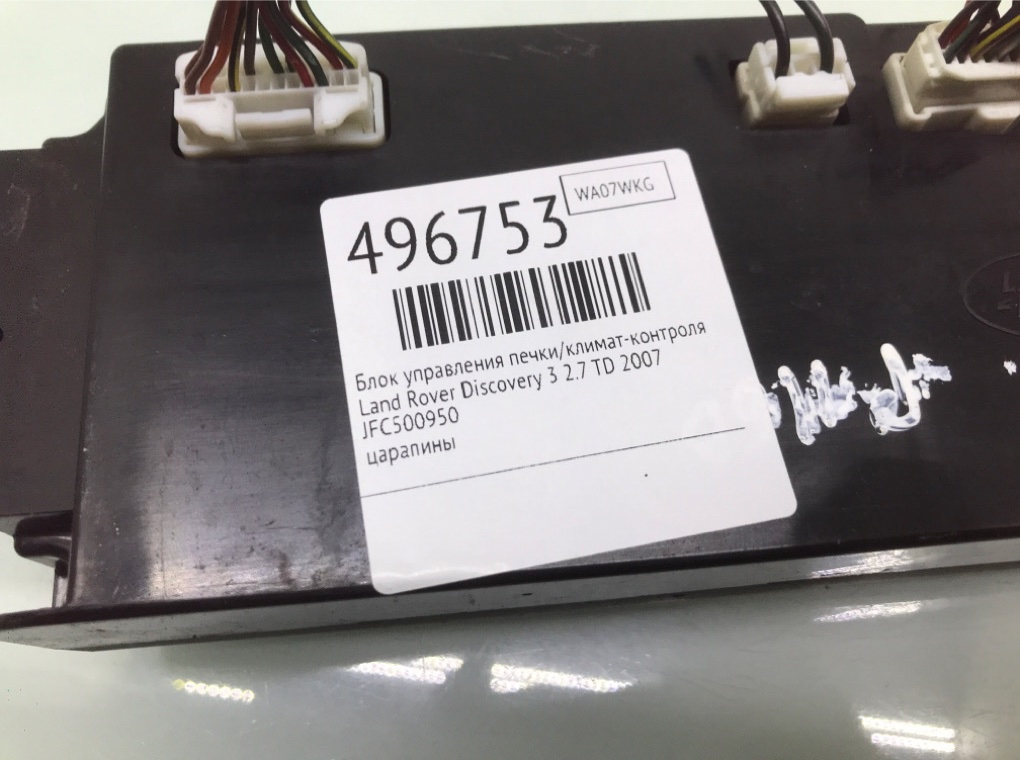 496753
WA07WKG
Блок управления печки/климат-контроля
Land Rover Discovery 3 2.7 TD 2007
JFC500950
царапины